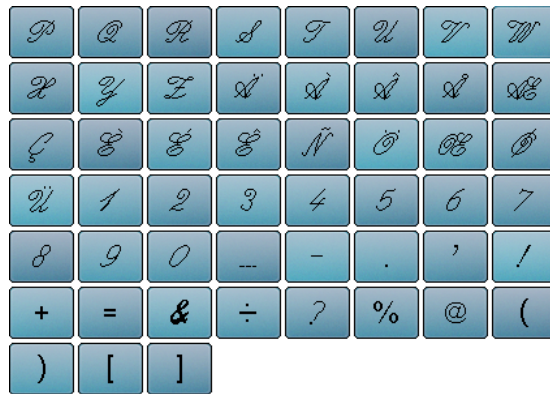 P Q R S T U V W
X Y Z Ä À Â Å Æ
Ç È É Ê Ñ Ö Œ Ø
Ü 1 2 3 4 5 6 7
8 9 0 _ - . ’ !
+ = & ÷ ? % @ (
) [ ]